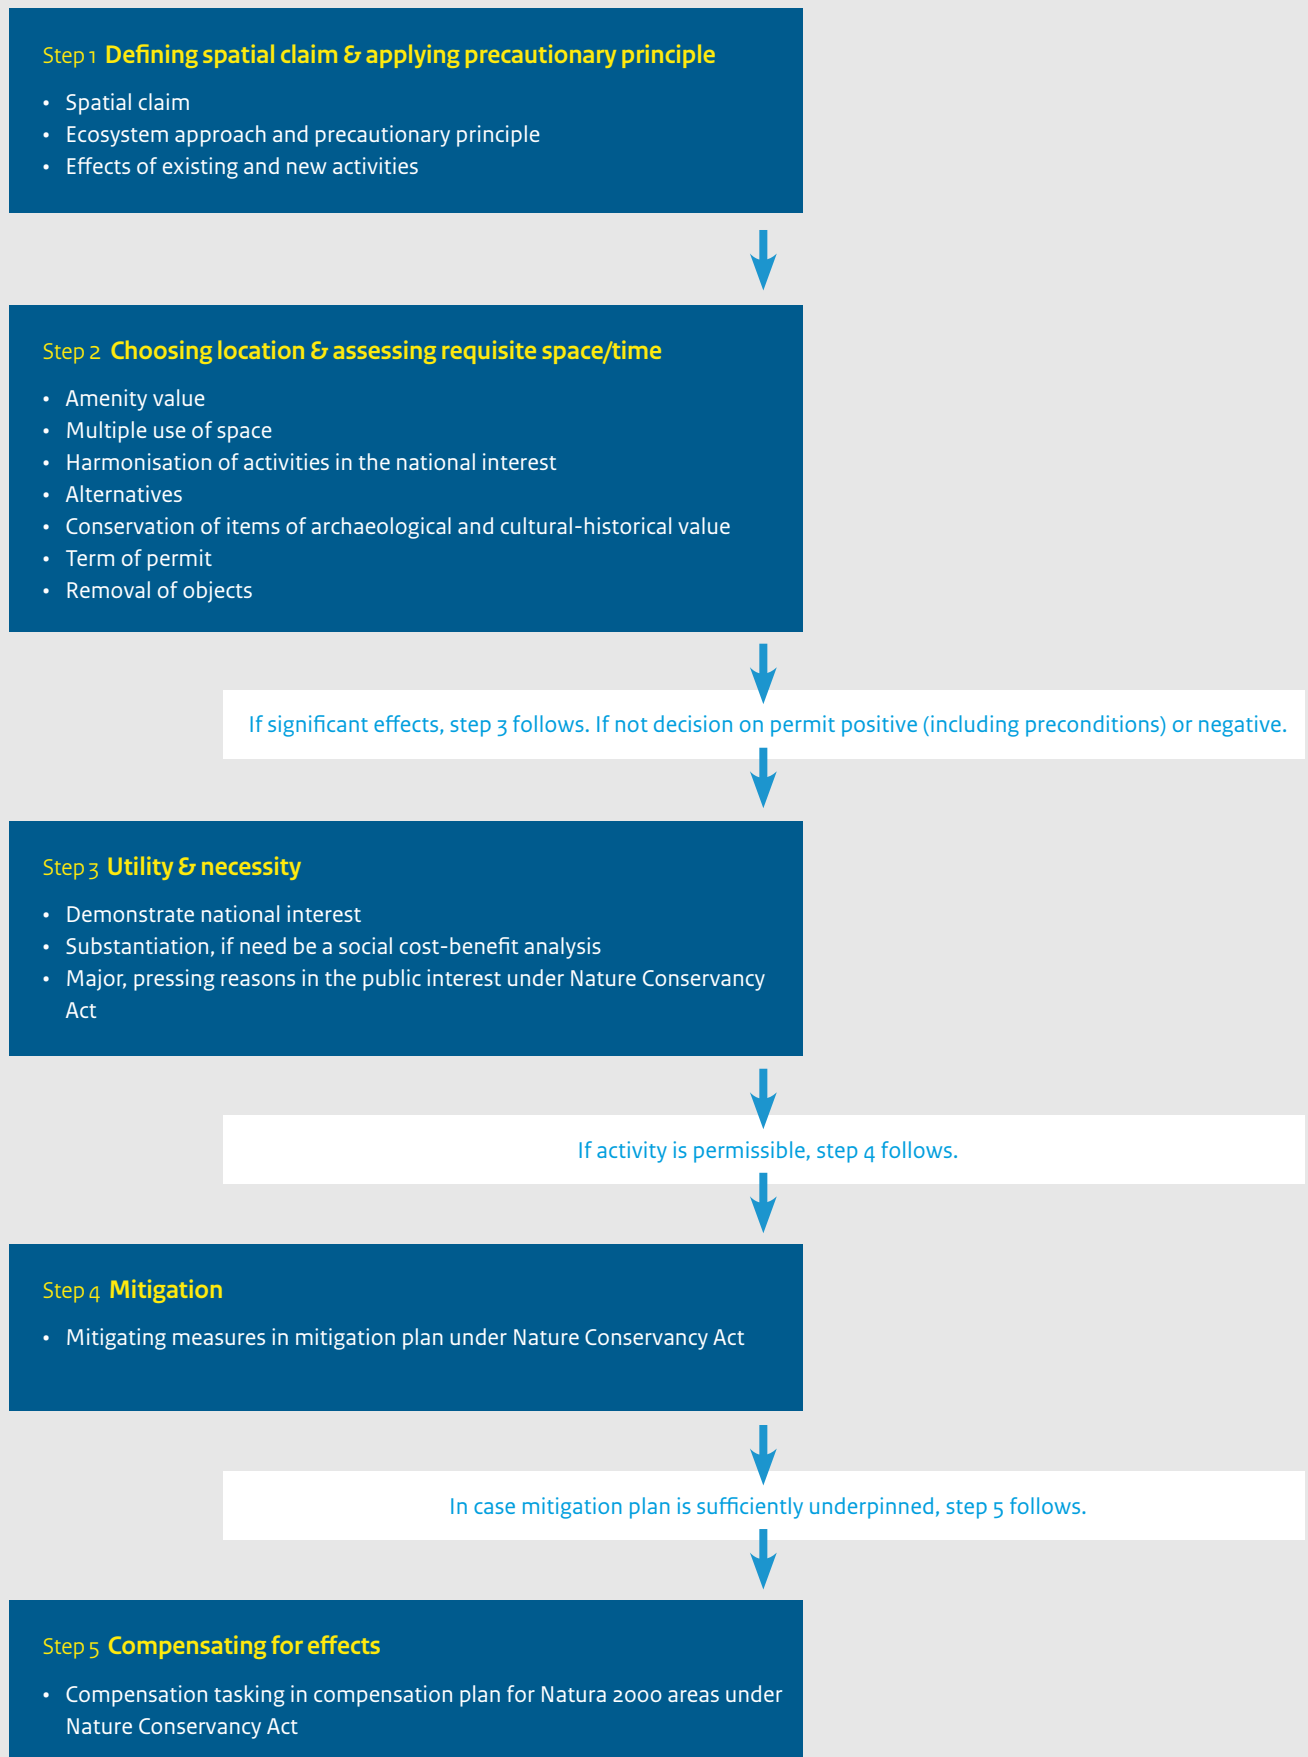 Step 1 Defining spatial claim & applying precautionary principle
• Spatial claim
• Ecosystem approach and precautionary principle
• Effects of existing and new activities
Step 2 Choosing location & assessing requisite space/time
• Amenity value
• Multiple use of space
• Harmonisation of activities in the national interest
• Alternatives
• Conservation of items of archaeological and cultural-historical value
• Term of permit
• Removal of objects
If significant effects, step 3 follows. If not decision on permit positive (including preconditions) or negative.
Step 3 Utility & necessity
• Demonstrate national interest
• Substantiation, if need be a social cost-benefit analysis
• Major, pressing reasons in the public interest under Nature Conservancy
Act
If activity is permissible, step 4 follows.
Step 4 Mitigation
• Mitigating measures in mitigation plan under Nature Conservancy Act
In case mitigation plan is sufficiently underpinned, step 5 follows.
Step 5 Compensating for effects
• Compensation tasking in compensation plan for Natura 2000 areas under
Nature Conservancy Act